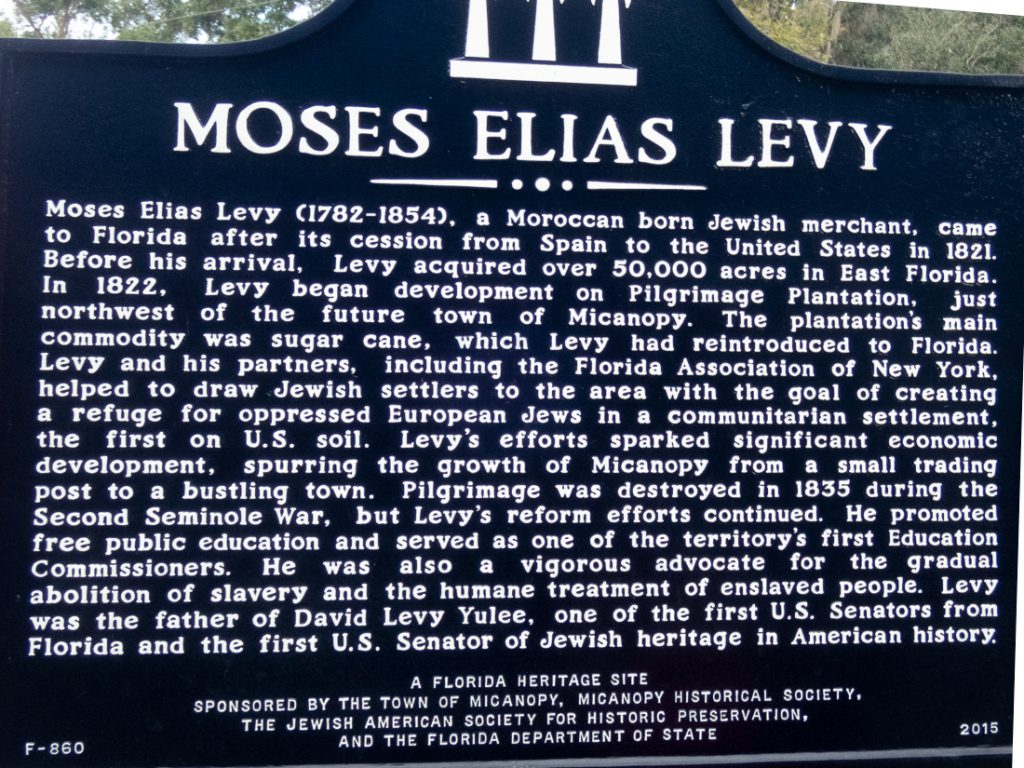 MOSES ELIAS LEVY
Moses Elias Levy (1782-1854), a Moroccan born Jewish merchant, came
to Florida after its cession from Spain to the United States in 1821.
Before his arrival, Levy acquired over 50,000 acres in East Florida.
In 1822, Levy began development on Pilgrimage Plantation, just
northwest of the future town of Micanopy. The plantation's main
commodity was sugar cane, which Levy had reintroduced to Florida.
Levy and his partners, including the Florida Association of New York,
helped to draw Jewish settlers to the area with the goal of creating
a refuge for oppressed European Jews in a communitarian settlement,
the first on U.S. soil. Levy's efforts sparked significant economic
development, spurring the growth of Micanopy from a small trading
post to a bustling town. Pilgrimage was destroyed in 1835 during the
Second Seminole War, but Levy's reform efforts continued. He promoted
free public education and served as one of the territory's first Education
Commissioners. He was also a vigorous advocate for the gradual
abolition of slavery and the humane treatment of enslaved people. Levy
was the father of David Levy Yulee, one of the first U.S. Senators from
Florida and the first U.S. Senator of Jewish heritage in American history.
A FLORIDA HERITAGE SITE
SPONSORED BY THE TOWN OF MICANOPY, MICANOPY HISTORICAL SOCIETY,
THE JEWISH AMERICAN SOCIETY FOR HISTORIC PRESERVATION,
AND THE FLORIDA DEPARTMENT OF STATE
F-860
2015